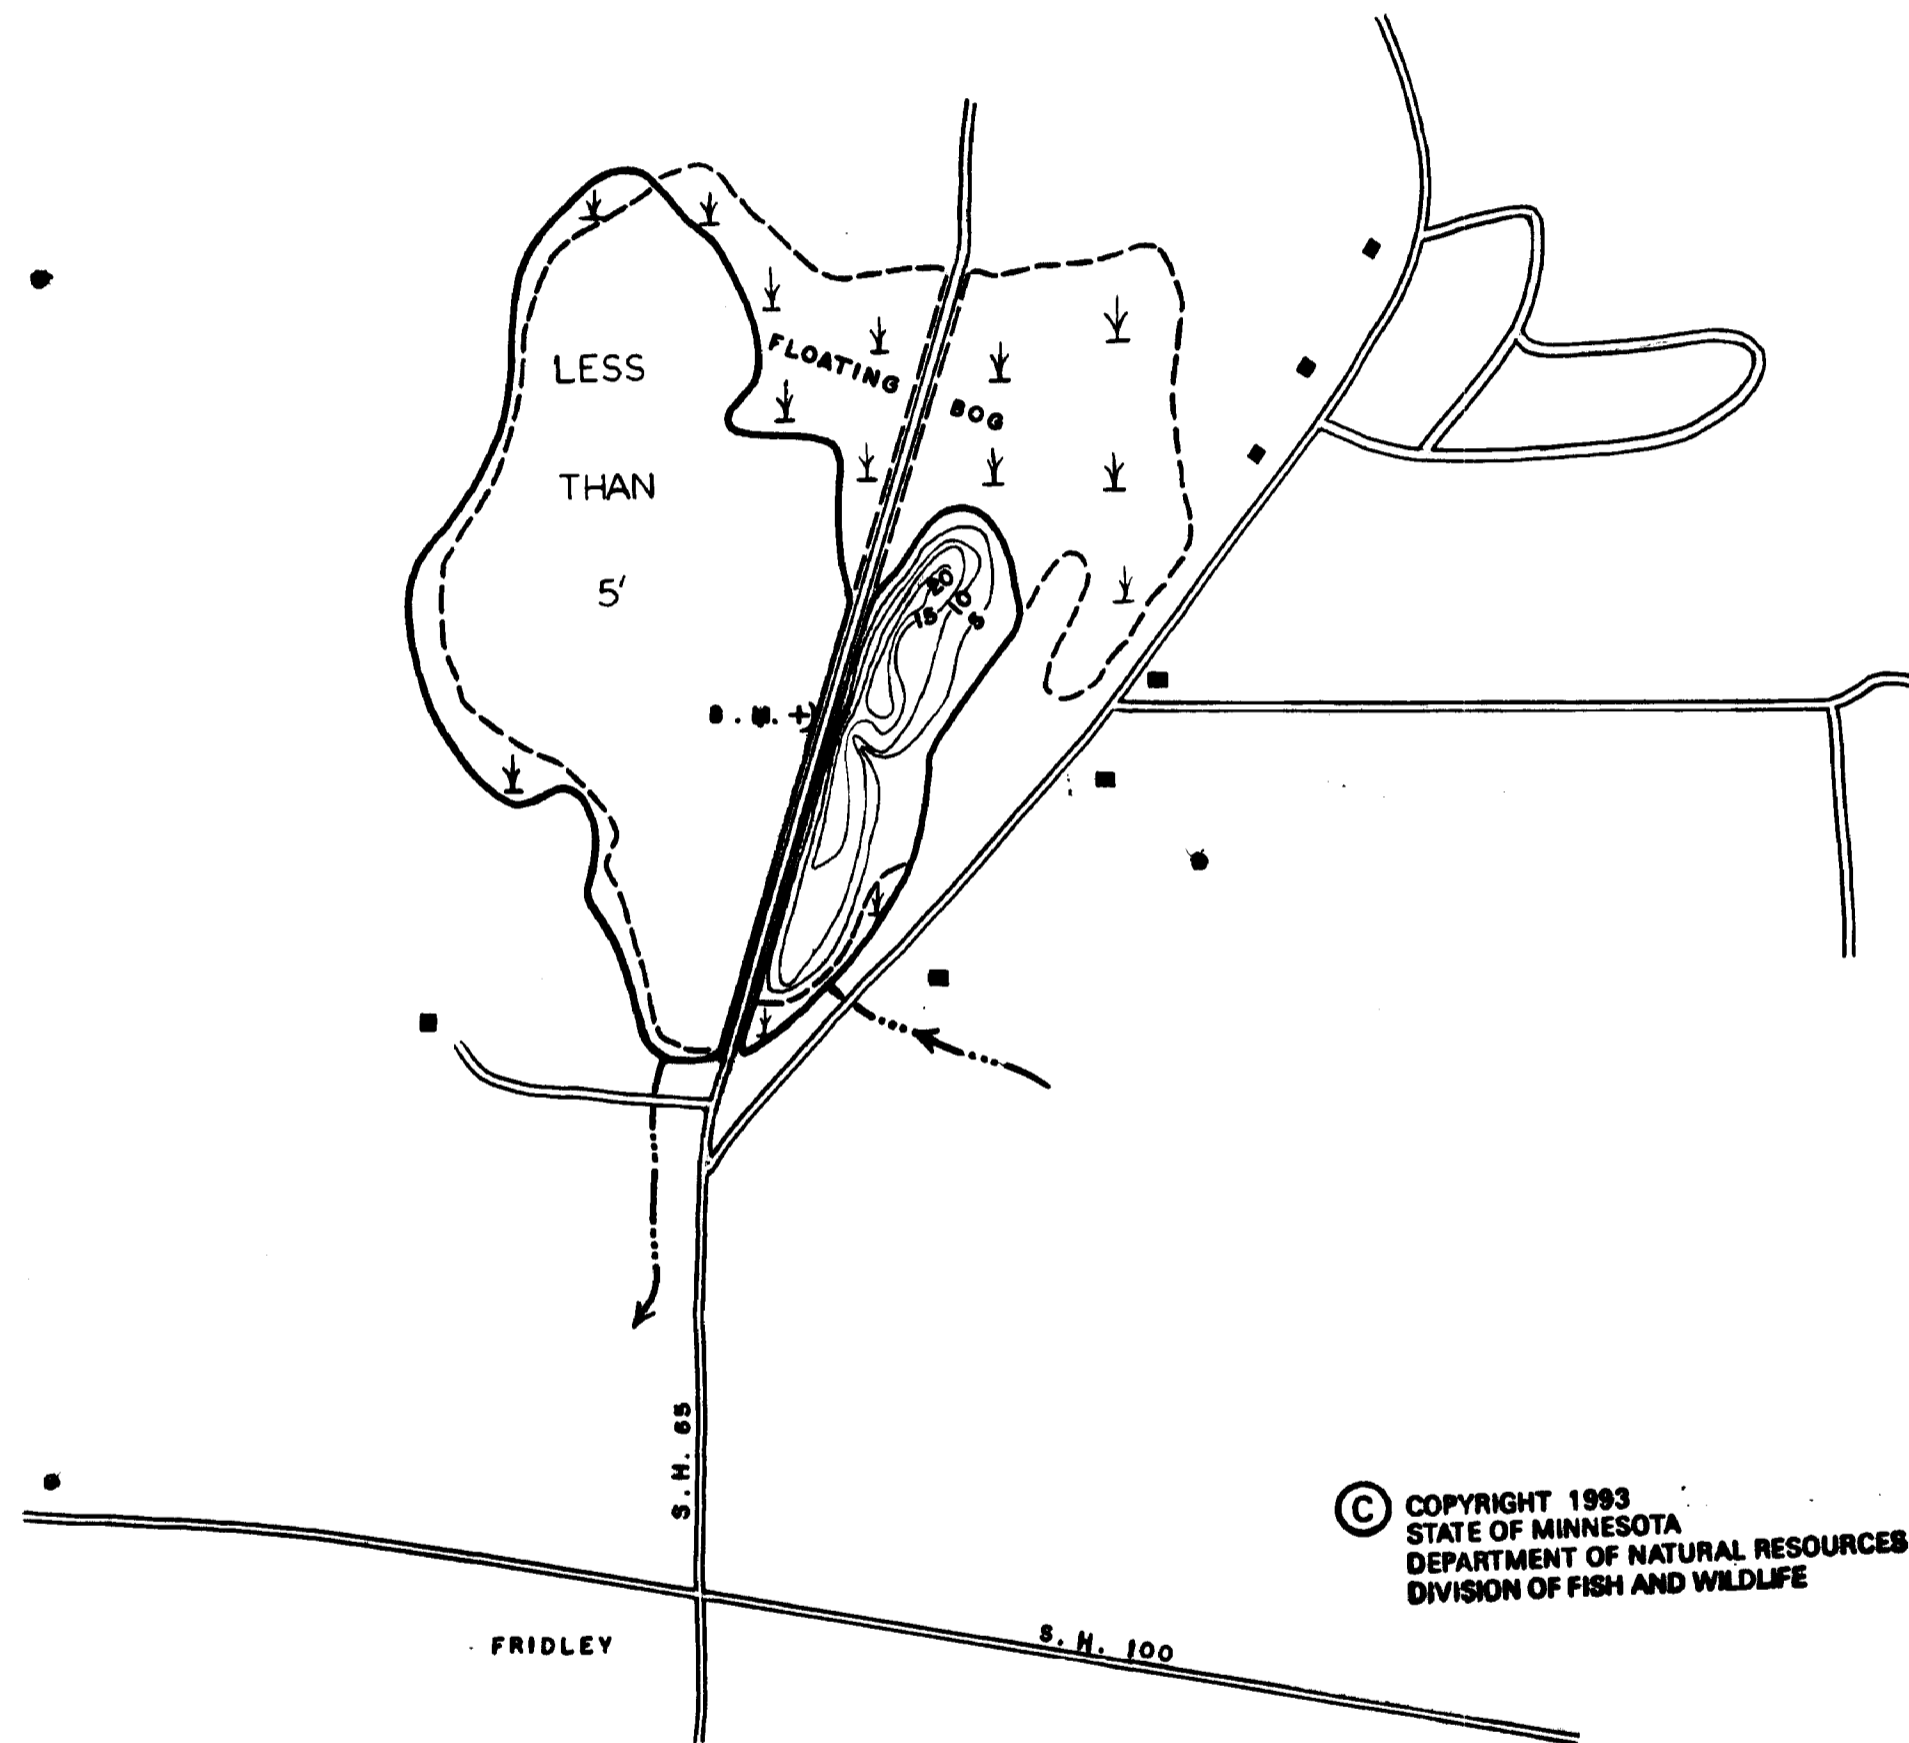 FLOATING
BOG
LESS
THAN
5'
20
15
10
5
S. H. 65
© COPYRIGHT 1993
STATE OF MINNESOTA
DEPARTMENT OF NATURAL RESOURCES
DIVISION OF FISH AND WILDLIFE
FRIDLEY
S. H. 100